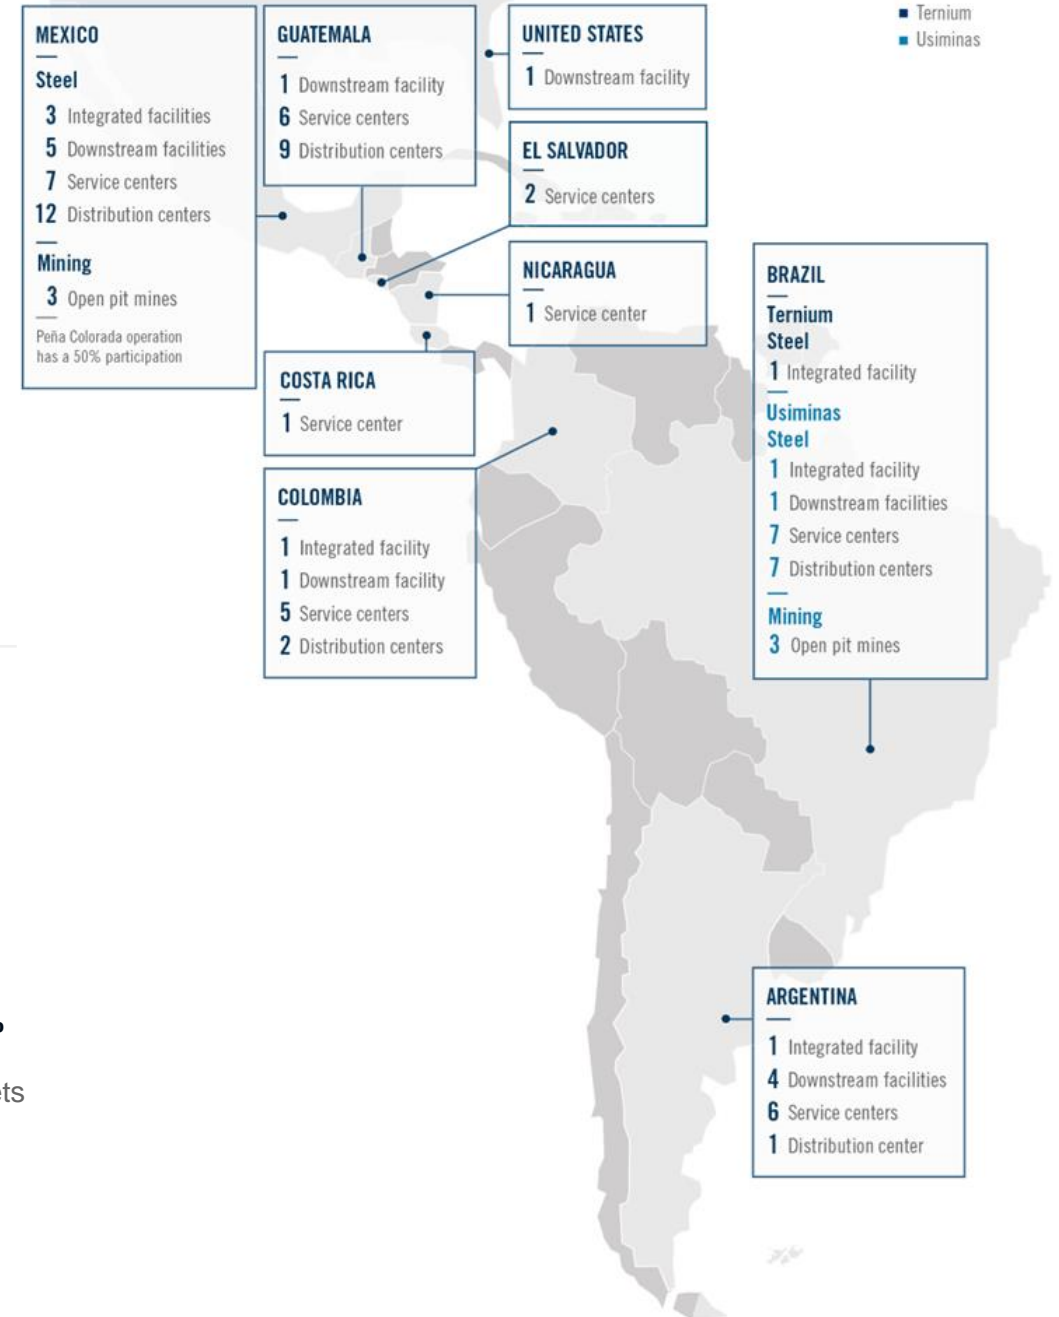 Ternium
Usiminas
MEXICO
Steel
3 Integrated facilities
5 Downstream facilities
7 Service centers
12 Distribution centers
Mining
3 Open pit mines
Peña Colorada operation
has a 50% participation
GUATEMALA
1 Downstream facility
6 Service centers
9 Distribution centers
UNITED STATES
1 Downstream facility
EL SALVADOR
2 Service centers
NICARAGUA
1 Service center
COSTA RICA
1 Service center
COLOMBIA
1 Integrated facility
1 Downstream facility
5 Service centers
2 Distribution centers
BRAZIL
Ternium
Steel
1 Integrated facility
Usiminas
Steel
1 Integrated facility
1 Downstream facilities
7 Service centers
7 Distribution centers
Mining
3 Open pit mines
ARGENTINA
1 Integrated facility
4 Downstream facilities
6 Service centers
1 Distribution center